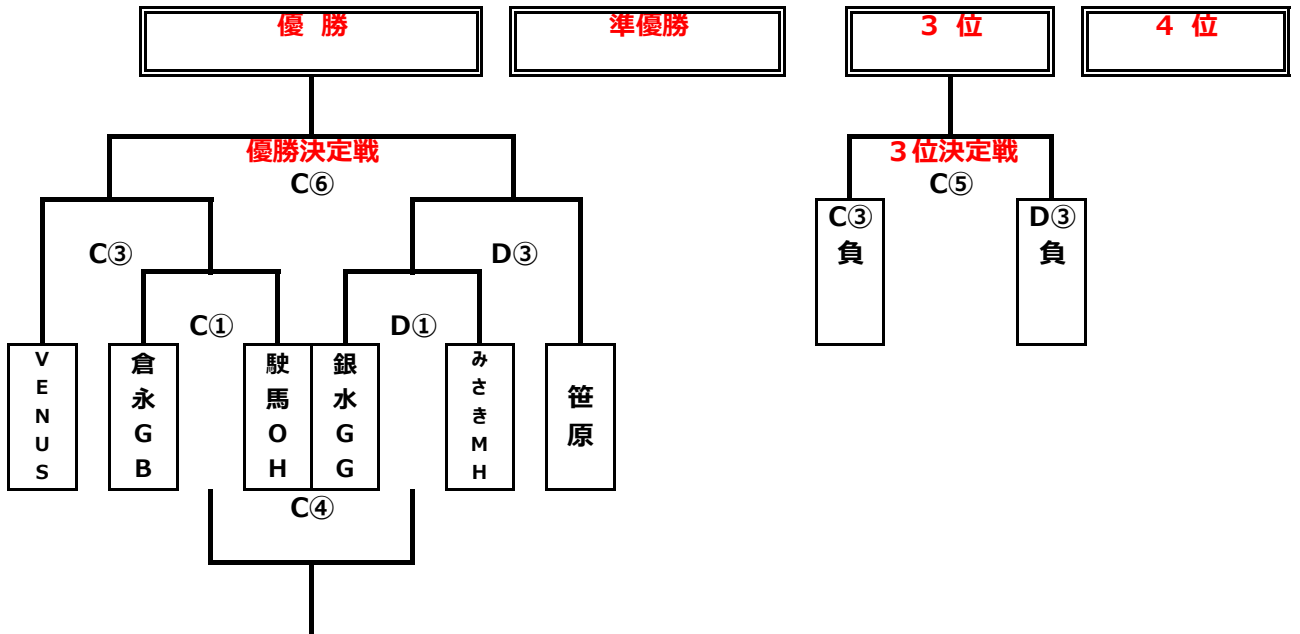 優 勝
準優勝
３ 位
４ 位
優勝決定戦
C⑥
３位決定戦
C⑤
C③
負
D③
負
C③
D③
C①
D①
VENUS
倉永GB
駛馬OH
銀水GG
みさきMH
笹原
C④